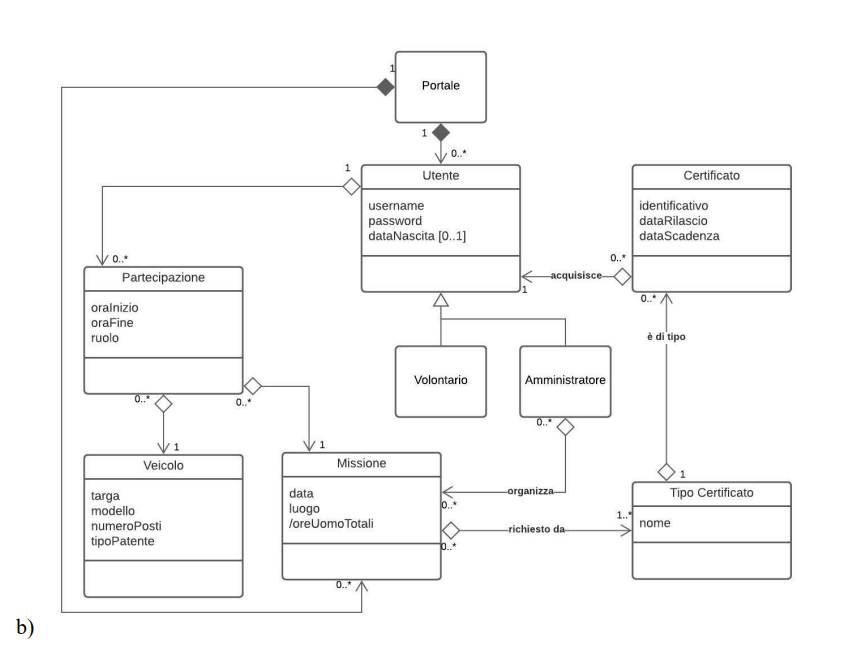 1
Portale
1
0..*
1
Utente
username
password
dataNascita [0..1]
Certificato
identificativo
dataRilascio
dataScadenza
0..*
acquisisce
1
0..*
0..*
Partecipazione
oraInizio
oraFine
ruolo
è di tipo
Volontario
Amministratore
0..*
0..*
0..*
1
1
Veicolo
targa
modello
numeroPosti
tipoPatente
Missione
data
luogo
/oreUomoTotali
organizza
0..*
richiesto da
0..*
1..*
1
Tipo Certificato
nome
0..*
b)